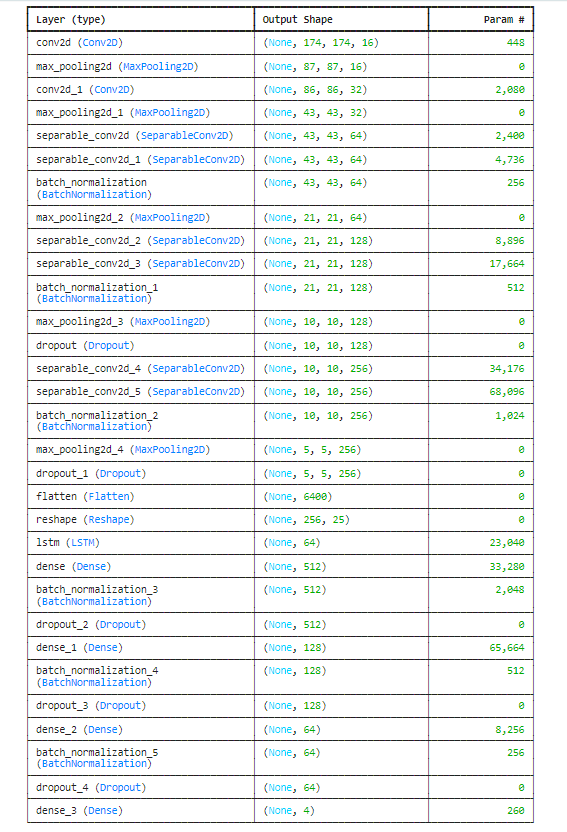 Layer (type) Output Shape Param #
conv2d (Conv2D) (None, 174, 174, 16) 448
max_pooling2d (MaxPooling2D) (None, 87, 87, 16) 0
conv2d_1 (Conv2D) (None, 86, 86, 32) 2,080
max_pooling2d_1 (MaxPooling2D) (None, 43, 43, 32) 0
separable_conv2d (SeparableConv2D) (None, 43, 43, 64) 2,400
separable_conv2d_1 (SeparableConv2D) (None, 43, 43, 64) 4,736
batch_normalization (None, 43, 43, 64) 256
(BatchNormalization)
max_pooling2d_2 (MaxPooling2D) (None, 21, 21, 64) 0
separable_conv2d_2 (SeparableConv2D) (None, 21, 21, 128) 8,896
separable_conv2d_3 (SeparableConv2D) (None, 21, 21, 128) 17,664
batch_normalization_1 (None, 21, 21, 128) 512
(BatchNormalization)
max_pooling2d_3 (MaxPooling2D) (None, 10, 10, 128) 0
dropout (Dropout) (None, 10, 10, 128) 0
separable_conv2d_4 (SeparableConv2D) (None, 10, 10, 256) 34,176
separable_conv2d_5 (SeparableConv2D) (None, 10, 10, 256) 68,096
batch_normalization_2 (None, 10, 10, 256) 1,024
(BatchNormalization)
max_pooling2d_4 (MaxPooling2D) (None, 5, 5, 256) 0
dropout_1 (Dropout) (None, 5, 5, 256) 0
flatten (Flatten) (None, 6400) 0
reshape (Reshape) (None, 256, 25) 0
lstm (LSTM) (None, 64) 23,040
dense (Dense) (None, 512) 33,280
batch_normalization_3 (None, 512) 2,048
(BatchNormalization)
dropout_2 (Dropout) (None, 512) 0
dense_1 (Dense) (None, 128) 65,664
batch_normalization_4 (None, 128) 512
(BatchNormalization)
dropout_3 (Dropout) (None, 128) 0
dense_2 (Dense) (None, 64) 8,256
batch_normalization_5 (None, 64) 256
(BatchNormalization)
dropout_4 (Dropout) (None, 64) 0
dense_3 (Dense) (None, 4) 260